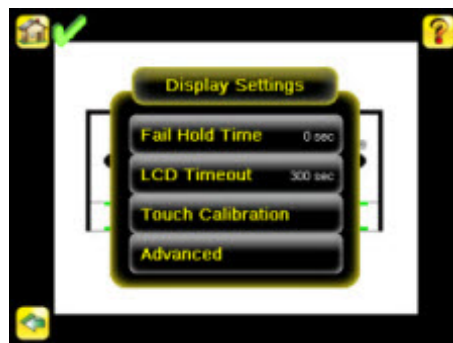 Display Settings
Fail Hold Time 0 sec
LCD Timeout 300 sec
Touch Calibration
Advanced
?